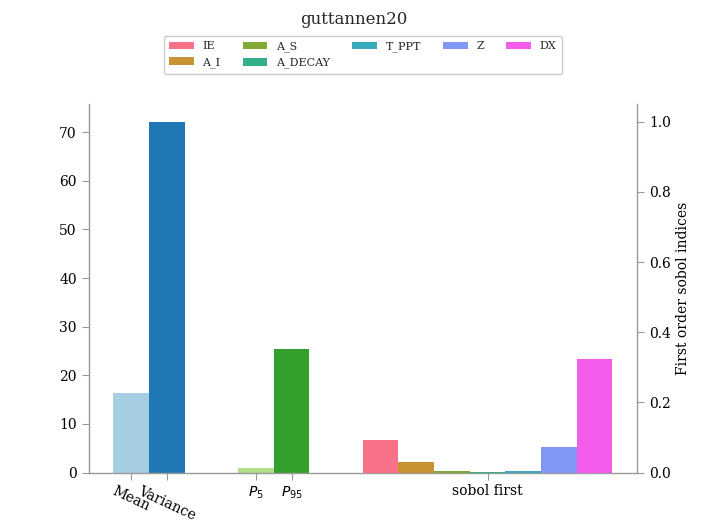 guttannen20
IE A_S T_PPT Z DX
A_I A_DECAY
70
60
50
40
30
20
10
0
1.0
0.8
0.6
0.4
0.2
0.0
First order sobol indices
Mean Variance P5 P95 sobol first